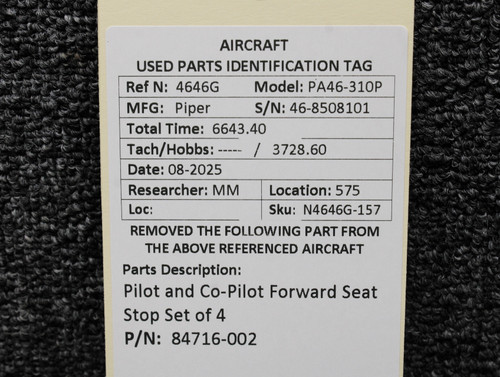 AIRCRAFT
USED PARTS IDENTIFICATION TAG
Ref N: 4646G Model: PA46-310P
MFG: Piper S/N: 46-8508101
Total Time: 6643.40
Tach/Hobbs: ----- / 3728.60
Date: 08-2025
Researcher: MM Location: 575
Loc: Sku: N4646G-157
REMOVED THE FOLLOWING PART FROM
THE ABOVE REFERENCED AIRCRAFT
Parts Description:
Pilot and Co-Pilot Forward Seat
Stop Set of 4
P/N: 84716-002